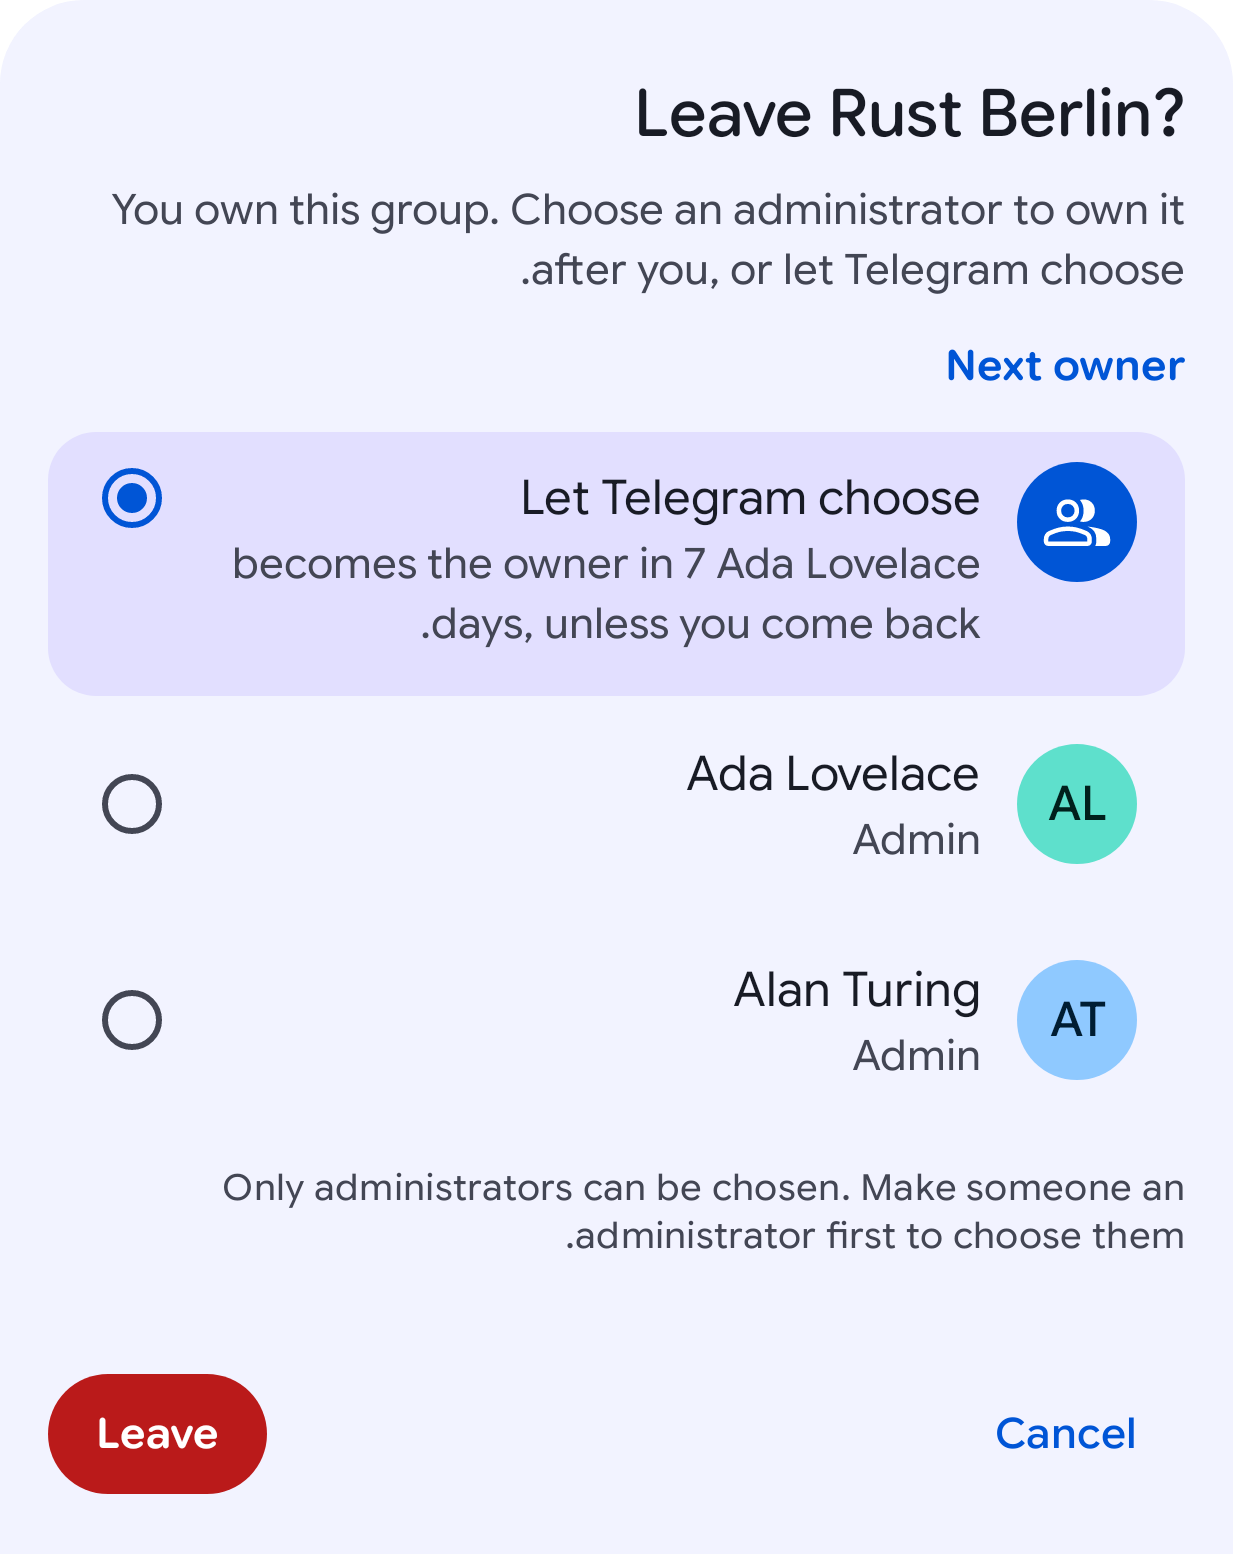 Leave Rust Berlin?
You own this group. Choose an administrator to own it
.after you, or let Telegram choose
Next owner
Let Telegram choose
becomes the owner in 7 Ada Lovelace
.days, unless you come back
AL
Ada Lovelace
Admin
AT
Alan Turing
Admin
Only administrators can be chosen. Make someone an
.administrator first to choose them
Cancel
Leave